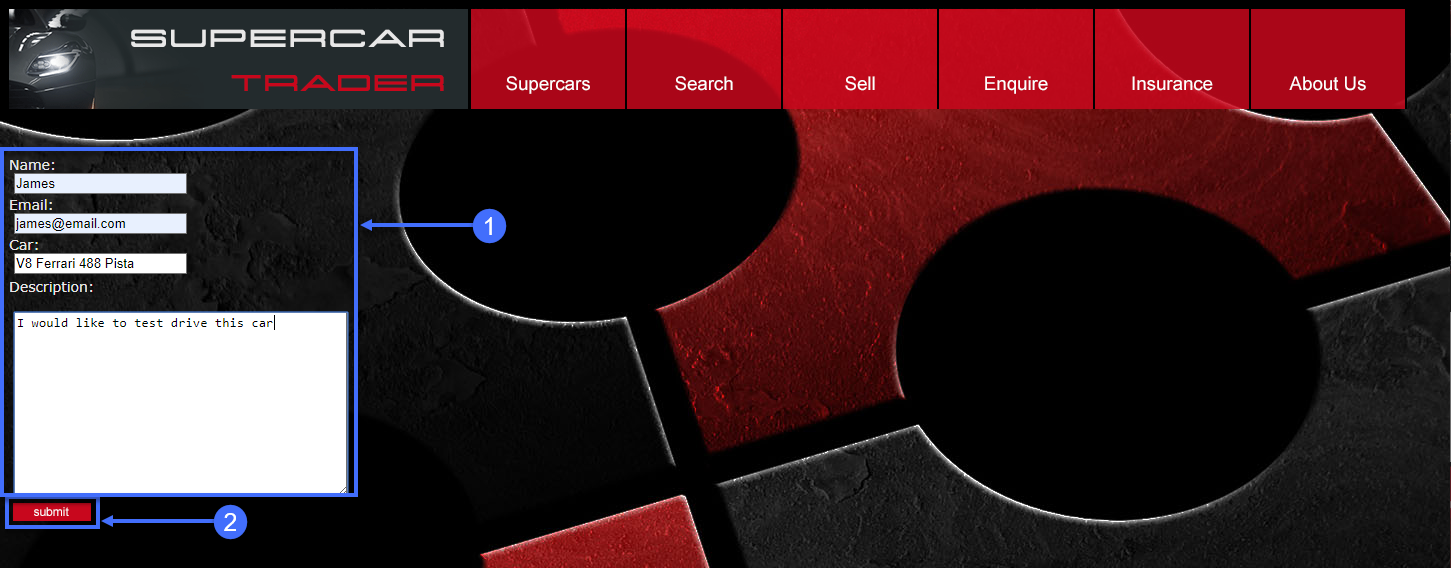 SUPERCAR
TRADER
Supercars
Search
Sell
Enquire
Insurance
About Us
Name:
James
Email:
james@email.com
1
Car:
V8 Ferrari 488 Pista
Description:
I would like to test drive this car
submit
2